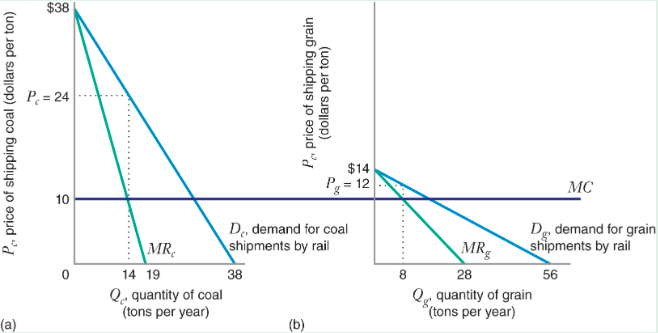 $38
P_c, price of shipping coal (dollars per ton)
P_c = 24
10
0
14 19
38
MR_c
D_c, demand for coal
shipments by rail
Q_c, quantity of coal
(tons per year)
(a)
P_c, price of shipping grain
(dollars per ton)
$14
P_g = 12
MC
D_g, demand for grain
shipments by rail
MR_g
8
28
56
Q_g, quantity of grain
(tons per year)
(b)